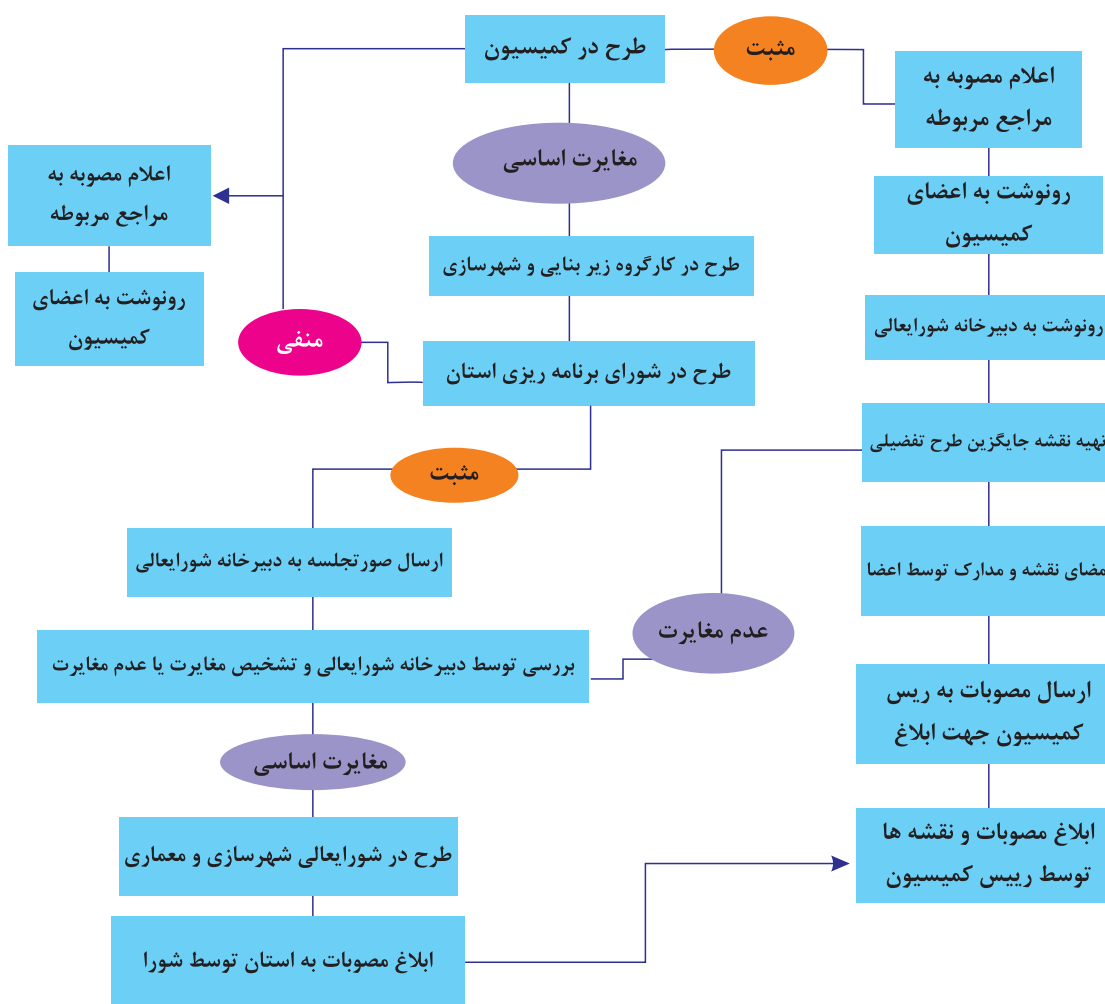 طرح در کمیسیون
مثبت
اعلام مصوبه به
مراجع مربوطه
مغایرت اساسی
اعلام مصوبه به
مراجع مربوطه
رونوشت به اعضای
کمیسیون
طرح در کارگروه زیر بنایی و شهرسازی
رونوشت به اعضای
کمیسیون
منفی
رونوشت به دبیرخانه شورایعالی
طرح در شورای برنامه ریزی استان
تهیه نقشه جایگزین طرح تفضیلی
مثبت
ارسال صورتجلسه به دبیرخانه شورایعالی
مضای نقشه و مدارک توسط اعضا
عدم مغایرت
بررسی توسط دبیرخانه شورایعالی و تشخیص مغایرت یا عدم مغایرت
ارسال مصوبات به ریس
کمیسیون جهت ابلاغ
مغایرت اساسی
طرح در شورایعالی شهرسازی و معماری
ابلاغ مصوبات و نقشه ها
توسط رییس کمیسیون
ابلاغ مصوبات به استان توسط شورا